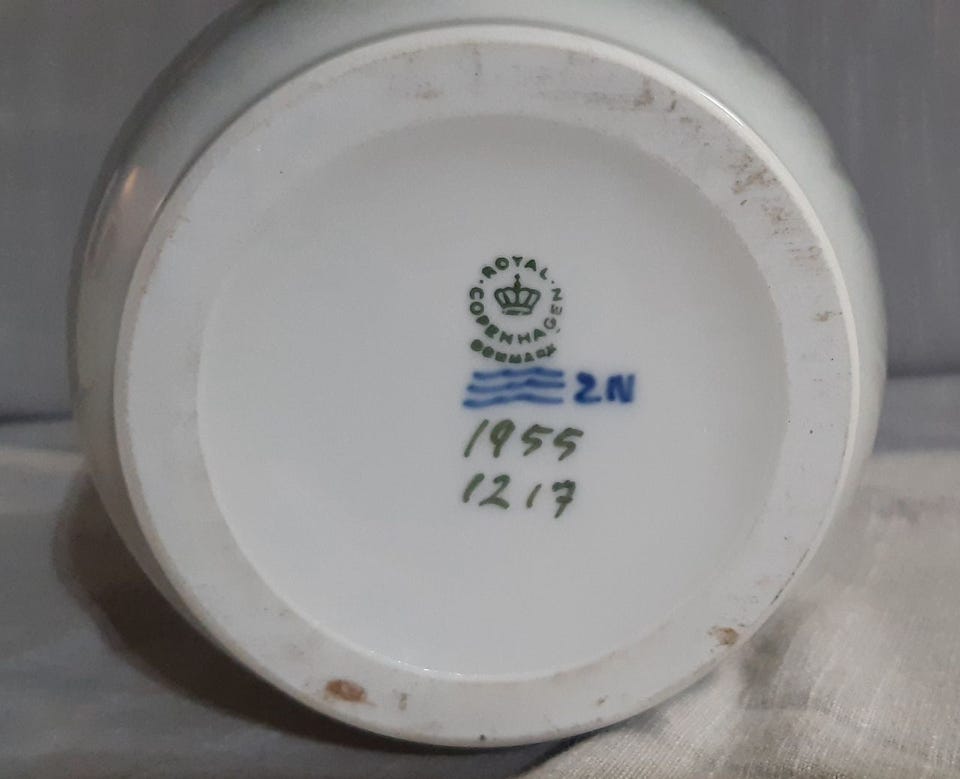 ROYAL COPENHAGEN
DENMARK
2N
1955
1217